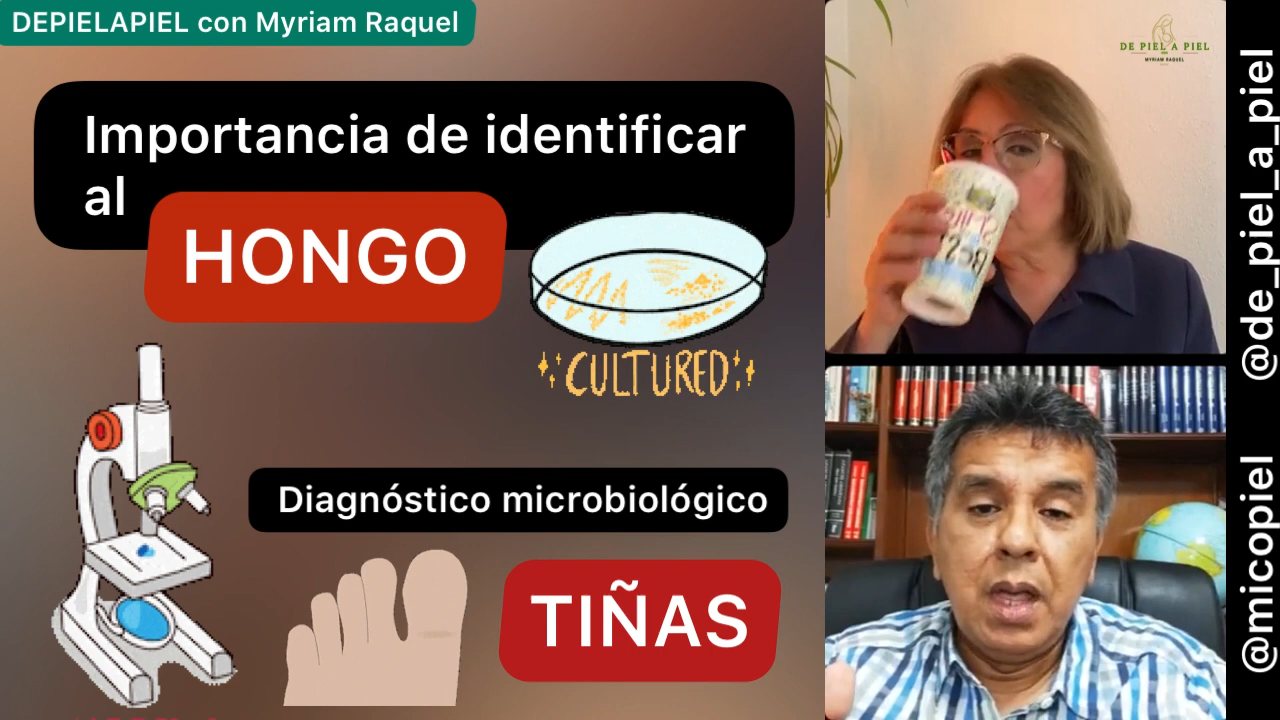 DEPIELAPIEL con Myriam Raquel
Importancia de identificar
al
HONGO
CULTURED
Diagnóstico microbiológico
TIÑAS
DE PIEL A PIEL
MYRIAM RAQUEL
@de_piel_a_piel
@micopiel